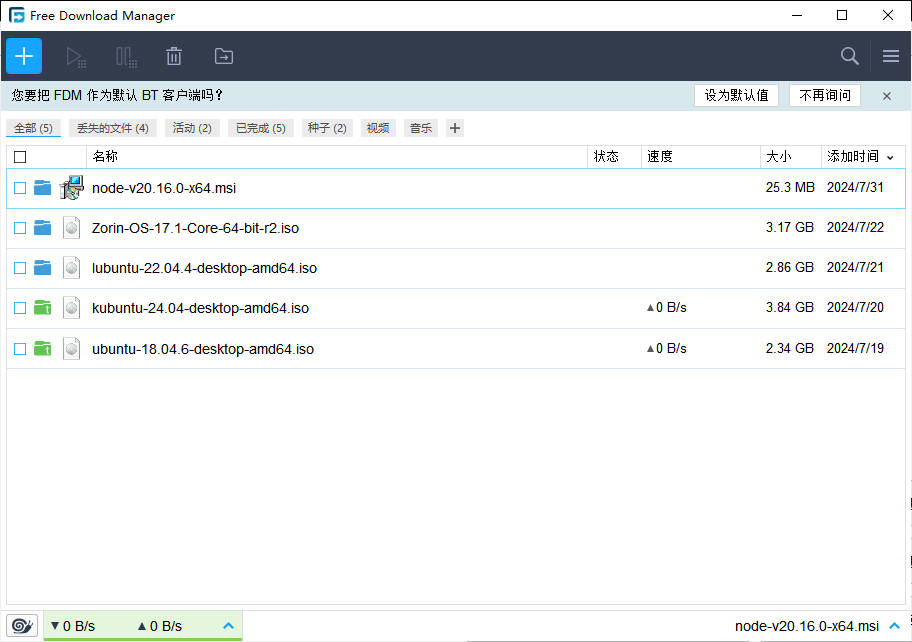 Free Download Manager
您要把 FDM 作为默认 BT 客户端吗？ 设为默认值 不再询问
全部 (5) 丢失的文件 (4) 活动 (2) 已完成 (5) 种子 (2) 视频 音乐
名称 状态 速度 大小 添加时间
node-v20.16.0-x64.msi 25.3 MB 2024/7/31
Zorin-OS-17.1-Core-64-bit-r2.iso 3.17 GB 2024/7/22
lubuntu-22.04.4-desktop-amd64.iso 2.86 GB 2024/7/21
kubuntu-24.04-desktop-amd64.iso ▲0 B/s 3.84 GB 2024/7/20
ubuntu-18.04.6-desktop-amd64.iso ▲0 B/s 2.34 GB 2024/7/19
▼0 B/s ▲0 B/s node-v20.16.0-x64.msi